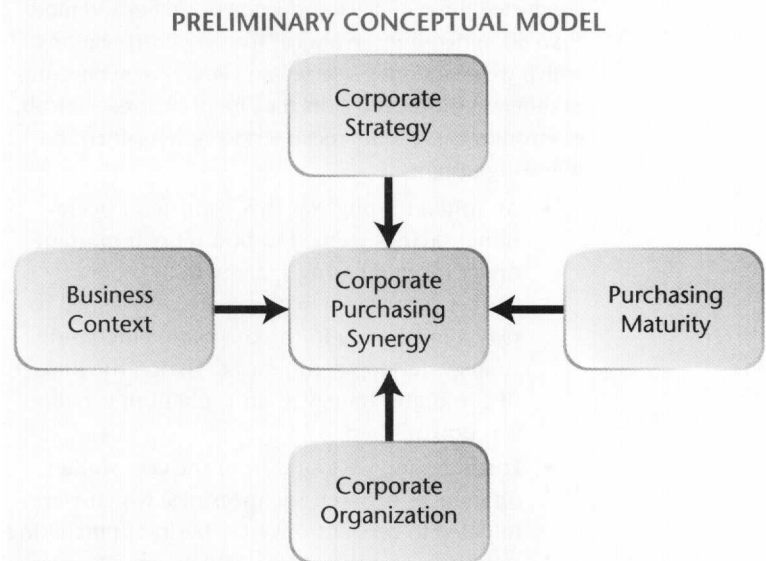 PRELIMINARY CONCEPTUAL MODEL
Corporate
Strategy
Business
Context
Corporate
Purchasing
Synergy
Purchasing
Maturity
Corporate
Organization